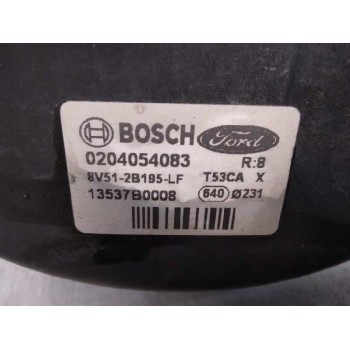 BOSCH Ford
0204054083 R:8
8V51-2B195-LF T53CA X
13537B0008 640 Ø231